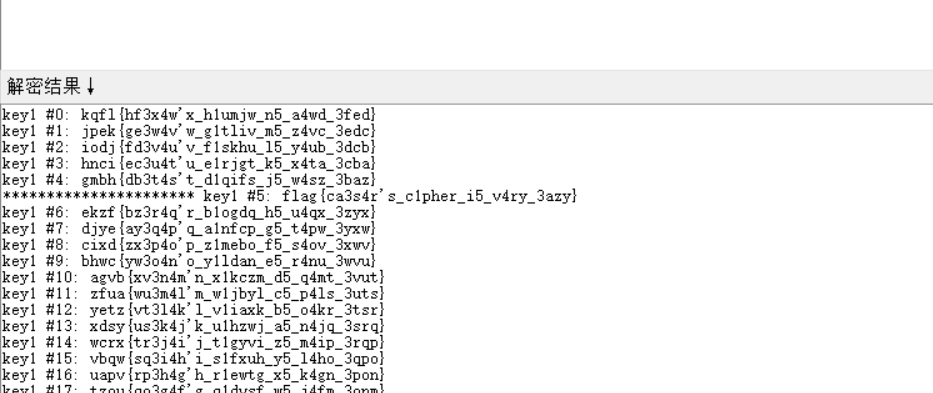 解密结果↓
key1 #0: kqfl{hf3x4w'x_h1umjw_n5_a4wd_3fed}
key1 #1: jpek{ge3w4v'w_g1tliv_m5_z4vc_3edc}
key1 #2: iodj{fd3v4u'v_f1skhu_l5_y4ub_3dcb}
key1 #3: hnci{ec3u4t'u_e1rjgt_k5_x4ta_3cba}
key1 #4: gmbh{db3t4s't_d1qifs_j5_w4sz_3baz}
********************** key1 #5: flag{ca3s4r's_c1pher_i5_v4ry_3azy}
key1 #6: ekzf{bz3r4q'r_b1ogdq_h5_u4qx_3zyx}
key1 #7: djye{ay3q4p'q_a1nfcp_g5_t4pw_3yxw}
key1 #8: cixd{zx3p4o'p_z1mebo_f5_s4ov_3xwv}
key1 #9: bhwc{yw3o4n'o_y1ldan_e5_r4nu_3wvu}
key1 #10: agvb{xv3n4m'n_x1kczm_d5_q4mt_3vut}
key1 #11: zfua{wu3m4l'm_w1jbyl_c5_p4ls_3uts}
key1 #12: yetz{vt3l4k'l_v1iaxk_b5_o4kr_3tsr}
key1 #13: xdsy{us3k4j'k_u1hzwj_a5_n4jq_3srq}
key1 #14: wcrx{tr3j4i'j_t1gyvi_z5_m4ip_3rqp}
key1 #15: vbqw{sq3i4h'i_s1fxuh_y5_l4ho_3qpo}
key1 #16: uapv{rp3h4g'h_r1ewtg_x5_k4gn_3pon}
key1 #17: tzou{qo3g4f'g_q1dvsf_w5_j4fm_3onm}